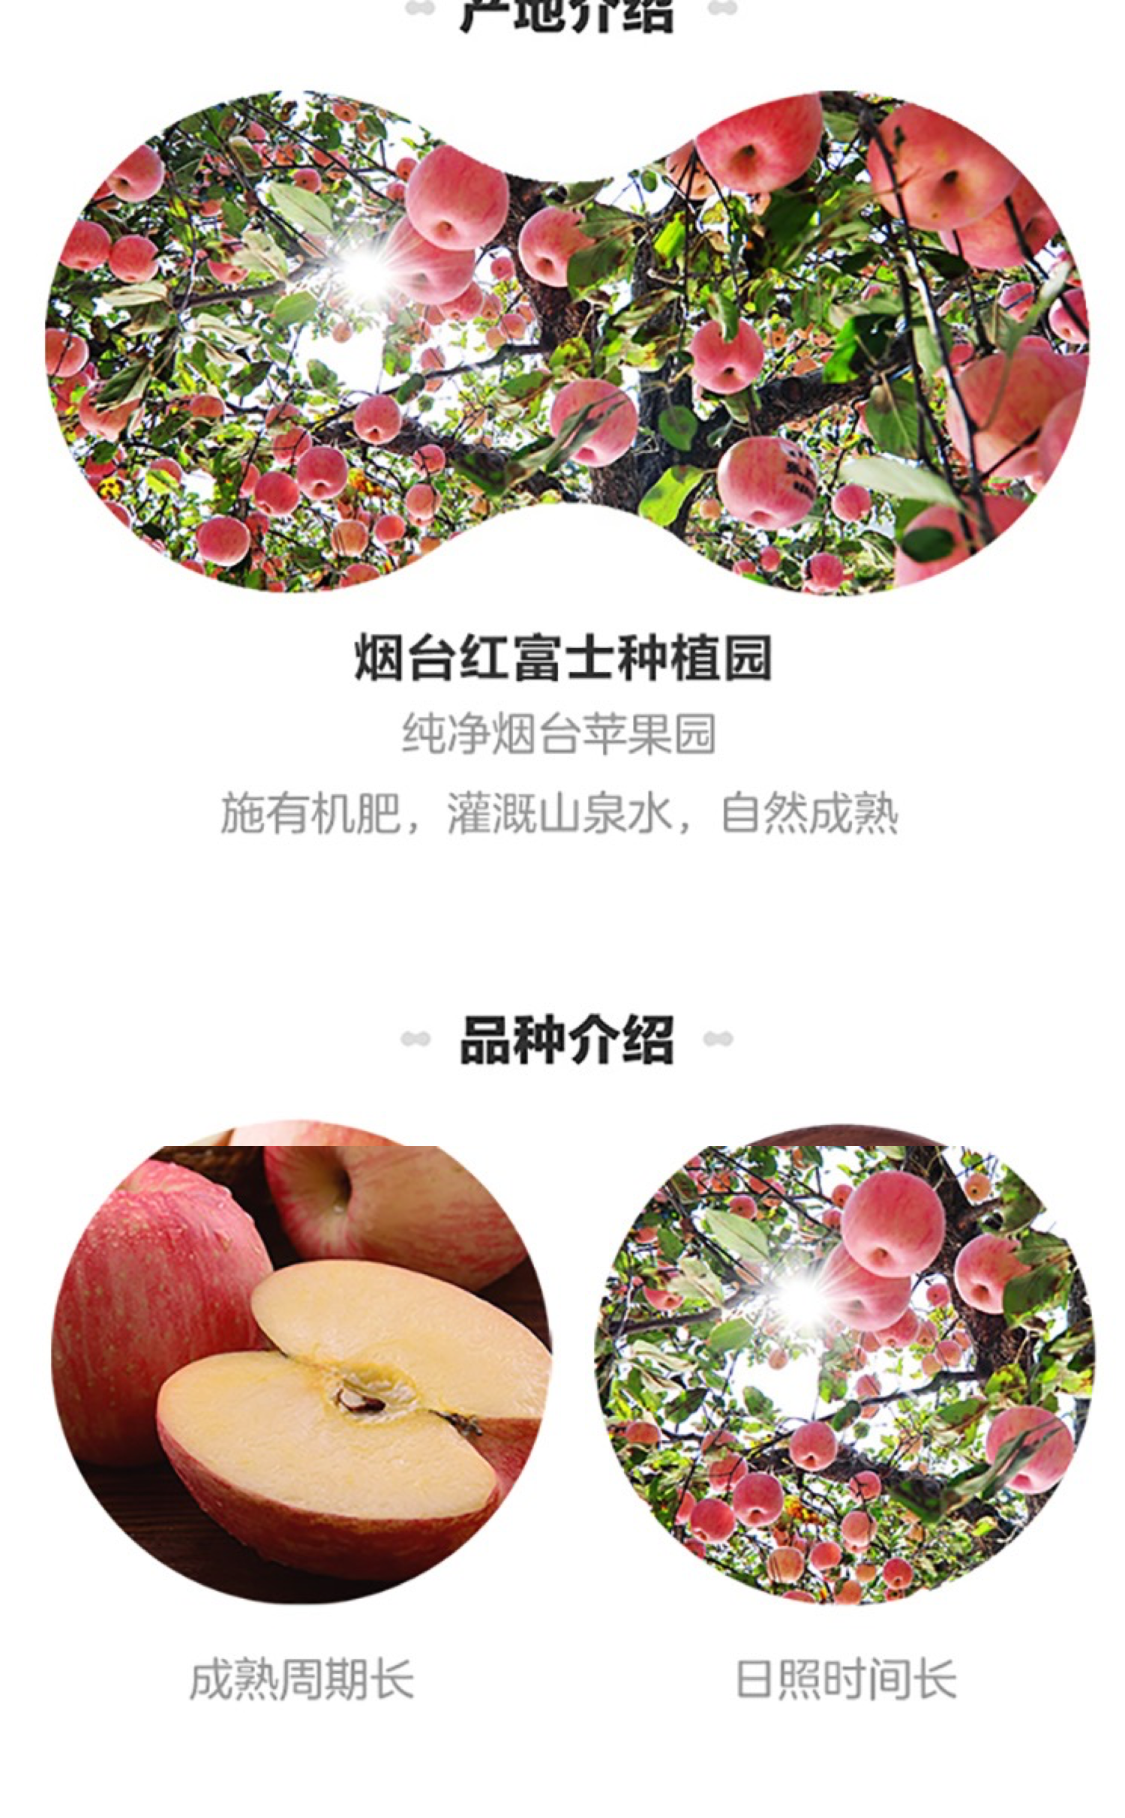 产地介绍
烟台红富士种植园
纯净烟台苹果园
施有机肥，灌溉山泉水，自然成熟
品种介绍
成熟周期长
日照时间长